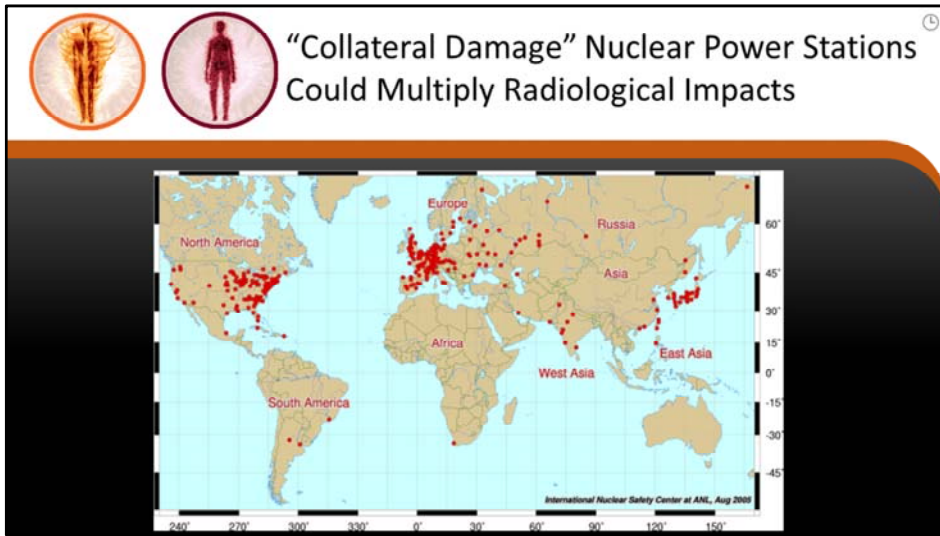 “Collateral Damage” Nuclear Power Stations
Could Multiply Radiological Impacts
Europe
North America
Russia
Asia
Africa
East Asia
West Asia
South America
60°
45°
30°
15°
0°
-15°
-30°
-45°
International Nuclear Safety Center at ANL, Aug 2005
240° 270° 300° 330° 0° 30° 60° 90° 120° 150°